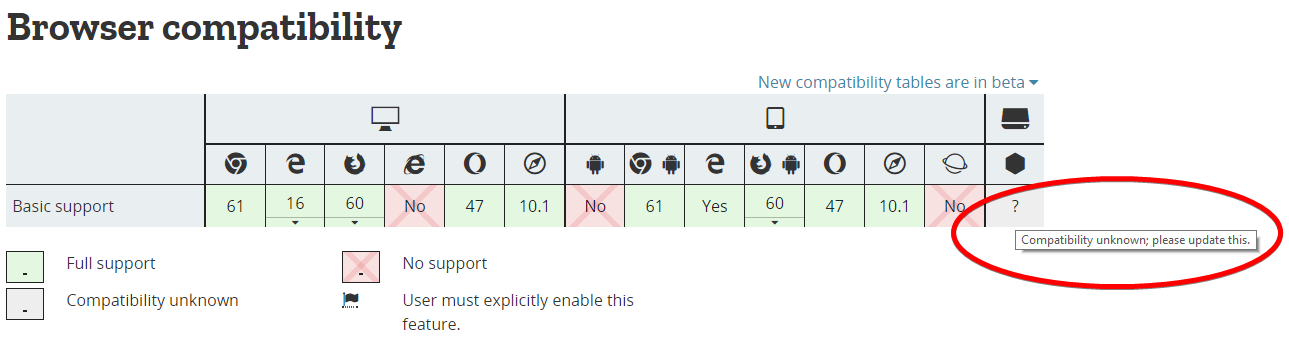 Browser compatibility
New compatibility tables are in beta
Basic support 61 16 60 No 47 10.1 No 61 Yes 60 47 10.1 No ?
Compatibility unknown; please update this.
- Full support - No support
- Compatibility unknown User must explicitly enable this
feature.